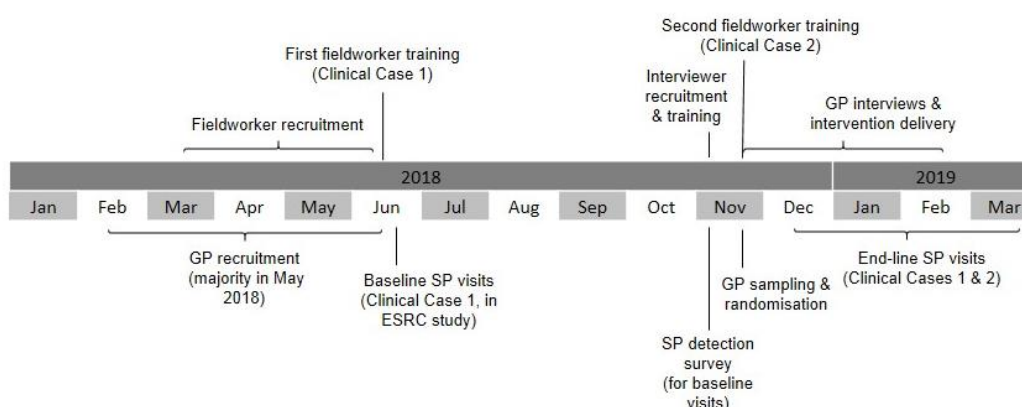 Second fieldworker training
(Clinical Case 2)
First fieldworker training
(Clinical Case 1)
Interviewer
recruitment
& training
GP interviews &
intervention delivery
Fieldworker recruitment
2018
2019
Jan
Feb
Mar
Apr
May
Jun
Jul
Aug
Sep
Oct
Nov
Dec
Jan
Feb
Mar
GP recruitment
(majority in May
2018)
Baseline SP visits
(Clinical Case 1, in
ESRC study)
GP sampling &
randomisation
End-line SP visits
(Clinical Cases 1 & 2)
SP detection
survey
(for baseline
visits)